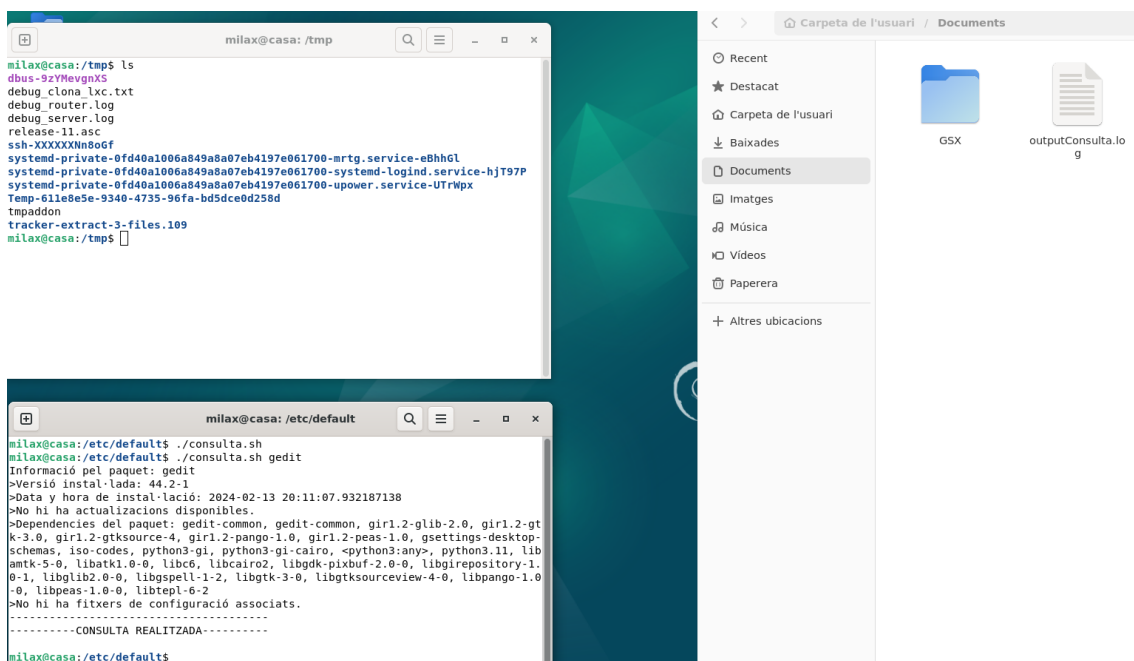 milax@casa: /tmp
milax@casa:/tmp$ ls
dbus-9zYMevgnXS
debug_clona_lxc.txt
debug_router.log
debug_server.log
release-11.asc
ssh-XXXXXXNn8oGf
systemd-private-0fd40a1006a849a8a07eb4197e061700-mrtg.service-eBhhGl
systemd-private-0fd40a1006a849a8a07eb4197e061700-systemd-logind.service-hjT97P
systemd-private-0fd40a1006a849a8a07eb4197e061700-upower.service-UTrWpx
Temp-611e8e5e-9340-4735-96fa-bd5dce0d258d
tmpaddon
tracker-extract-3-files.109
milax@casa:/tmp$
milax@casa: /etc/default
milax@casa:/etc/default$ ./consulta.sh
milax@casa:/etc/default$ ./consulta.sh gedit
Informació pel paquet: gedit
>Versió instal·lada: 44.2-1
>Data y hora de instal·lació: 2024-02-13 20:11:07.932187138
>No hi ha actualizacions disponibles.
>Dependencies del paquet: gedit-common, gedit-common, gir1.2-glib-2.0, gir1.2-gt
k-3.0, gir1.2-gtksource-4, gir1.2-pango-1.0, gir1.2-peas-1.0, gsettings-desktop-
schemas, iso-codes, python3-gi, python3-gi-cairo, <python3:any>, python3.11, lib
amtk-5-0, libatk1.0-0, libc6, libcairo2, libgdk-pixbuf-2.0-0, libgirepository-1.
0-1, libglib2.0-0, libgspell-1-2, libgtk-3-0, libgtksourceview-4-0, libpango-1.0
-0, libpeas-1.0-0, libtepl-6-2
>No hi ha fitxers de configuració associats.
---------------------------------------
----------CONSULTA REALITZADA----------
milax@casa:/etc/default$
Carpeta de l'usuari / Documents
Recent
Destacat
Carpeta de l'usuari
Baixades
Documents
Imatges
Música
Vídeos
Paperera
Altres ubicacions
GSX
outputConsulta.lo
g